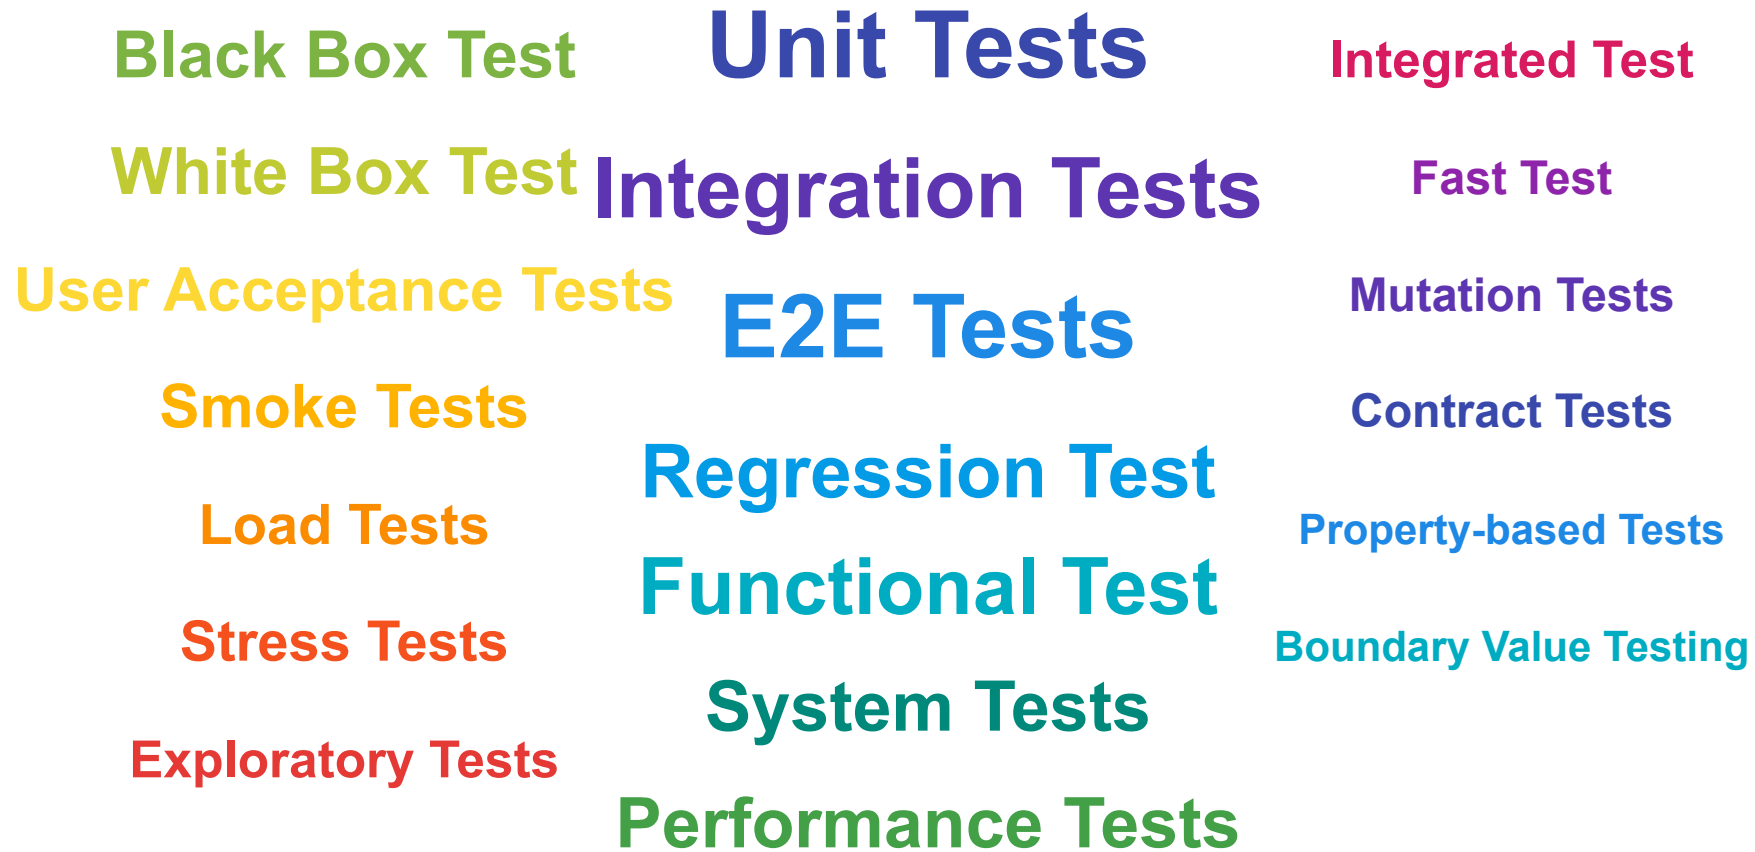 Black Box Test
White Box Test
User Acceptance Tests
Smoke Tests
Load Tests
Stress Tests
Exploratory Tests
Unit Tests
Integration Tests
E2E Tests
Regression Test
Functional Test
System Tests
Performance Tests
Integrated Test
Fast Test
Mutation Tests
Contract Tests
Property-based Tests
Boundary Value Testing